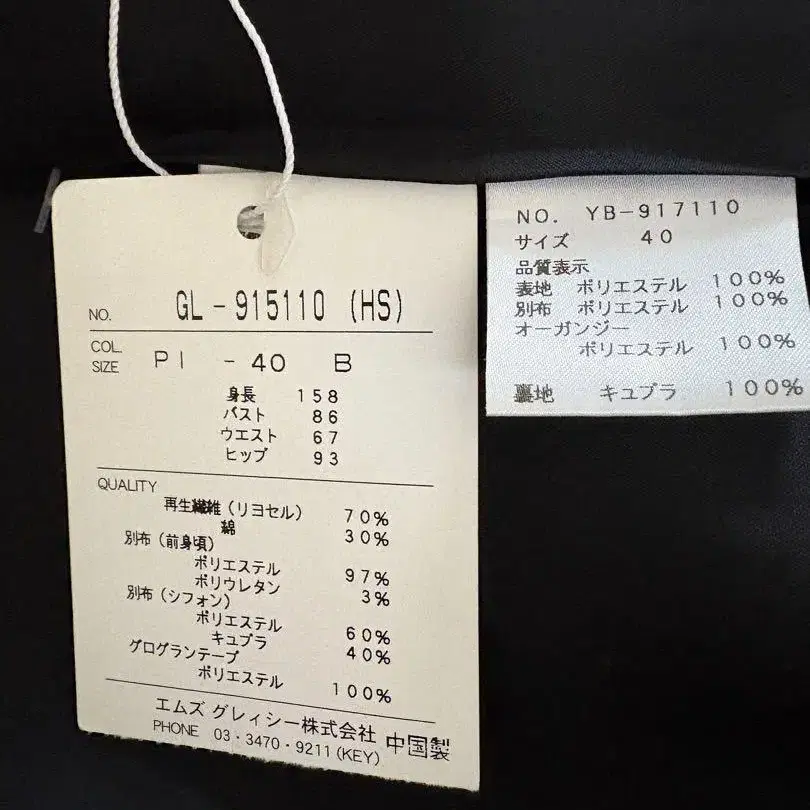 NO. GL-915110 (HS)
COL. SIZE PI -40 B
身長 158
バスト 86
ウエスト 67
ヒップ 93
QUALITY
再生繊維(リヨセル) 70%
綿 30%
別布(前身頃)
ポリエステル 97%
ポリウレタン 3%
別布(シフォン)
ポリエステル 60%
キュプラ 40%
グログランテープ
ポリエステル 100%
エムズ グレィシー株式会社 中国製
PHONE 03・3470・9211(KEY)
NO. YB-917110
サイズ 40
品質表示
表地 ポリエステル 100%
別布 ポリエステル 100%
オーガンジー
ポリエステル 100%
裏地 キュプラ 100%